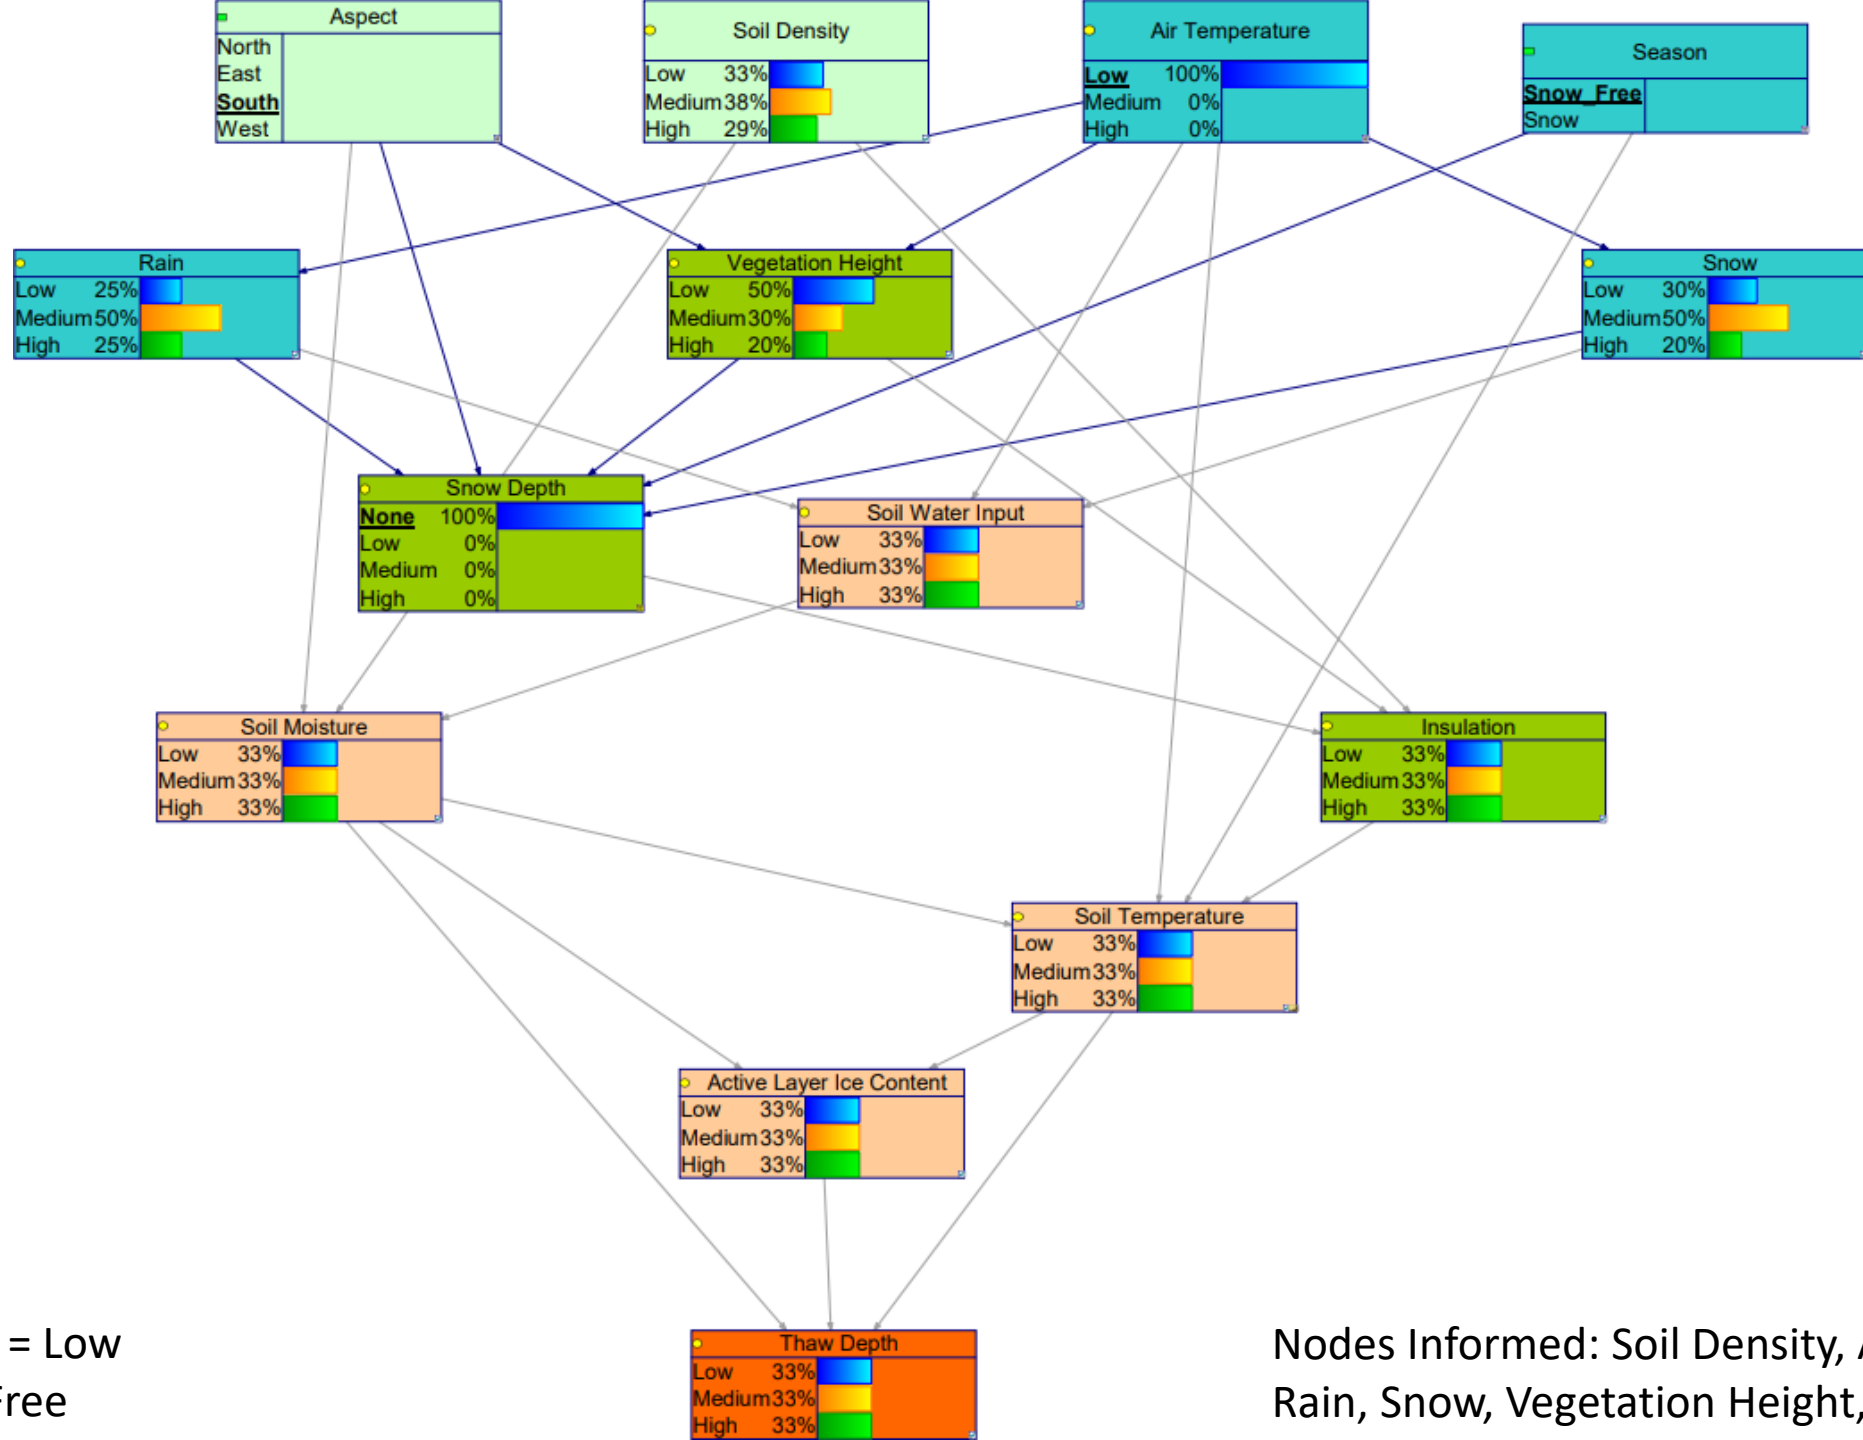 Aspect
North
East
South
West
Soil Density
Low 33%
Medium 38%
High 29%
Air Temperature
Low 100%
Medium 0%
High 0%
Season
Snow_Free
Snow
Rain
Low 25%
Medium 50%
High 25%
Vegetation Height
Low 50%
Medium 30%
High 20%
Snow
Low 30%
Medium 50%
High 20%
Snow Depth
None 100%
Low 0%
Medium 0%
High 0%
Soil Water Input
Low 33%
Medium 33%
High 33%
Soil Moisture
Low 33%
Medium 33%
High 33%
Insulation
Low 33%
Medium 33%
High 33%
Soil Temperature
Low 33%
Medium 33%
High 33%
Active Layer Ice Content
Low 33%
Medium 33%
High 33%
Thaw Depth
Low 33%
Medium 33%
High 33%
= Low
Free
Nodes Informed: Soil Density,
Rain, Snow, Vegetation Height,